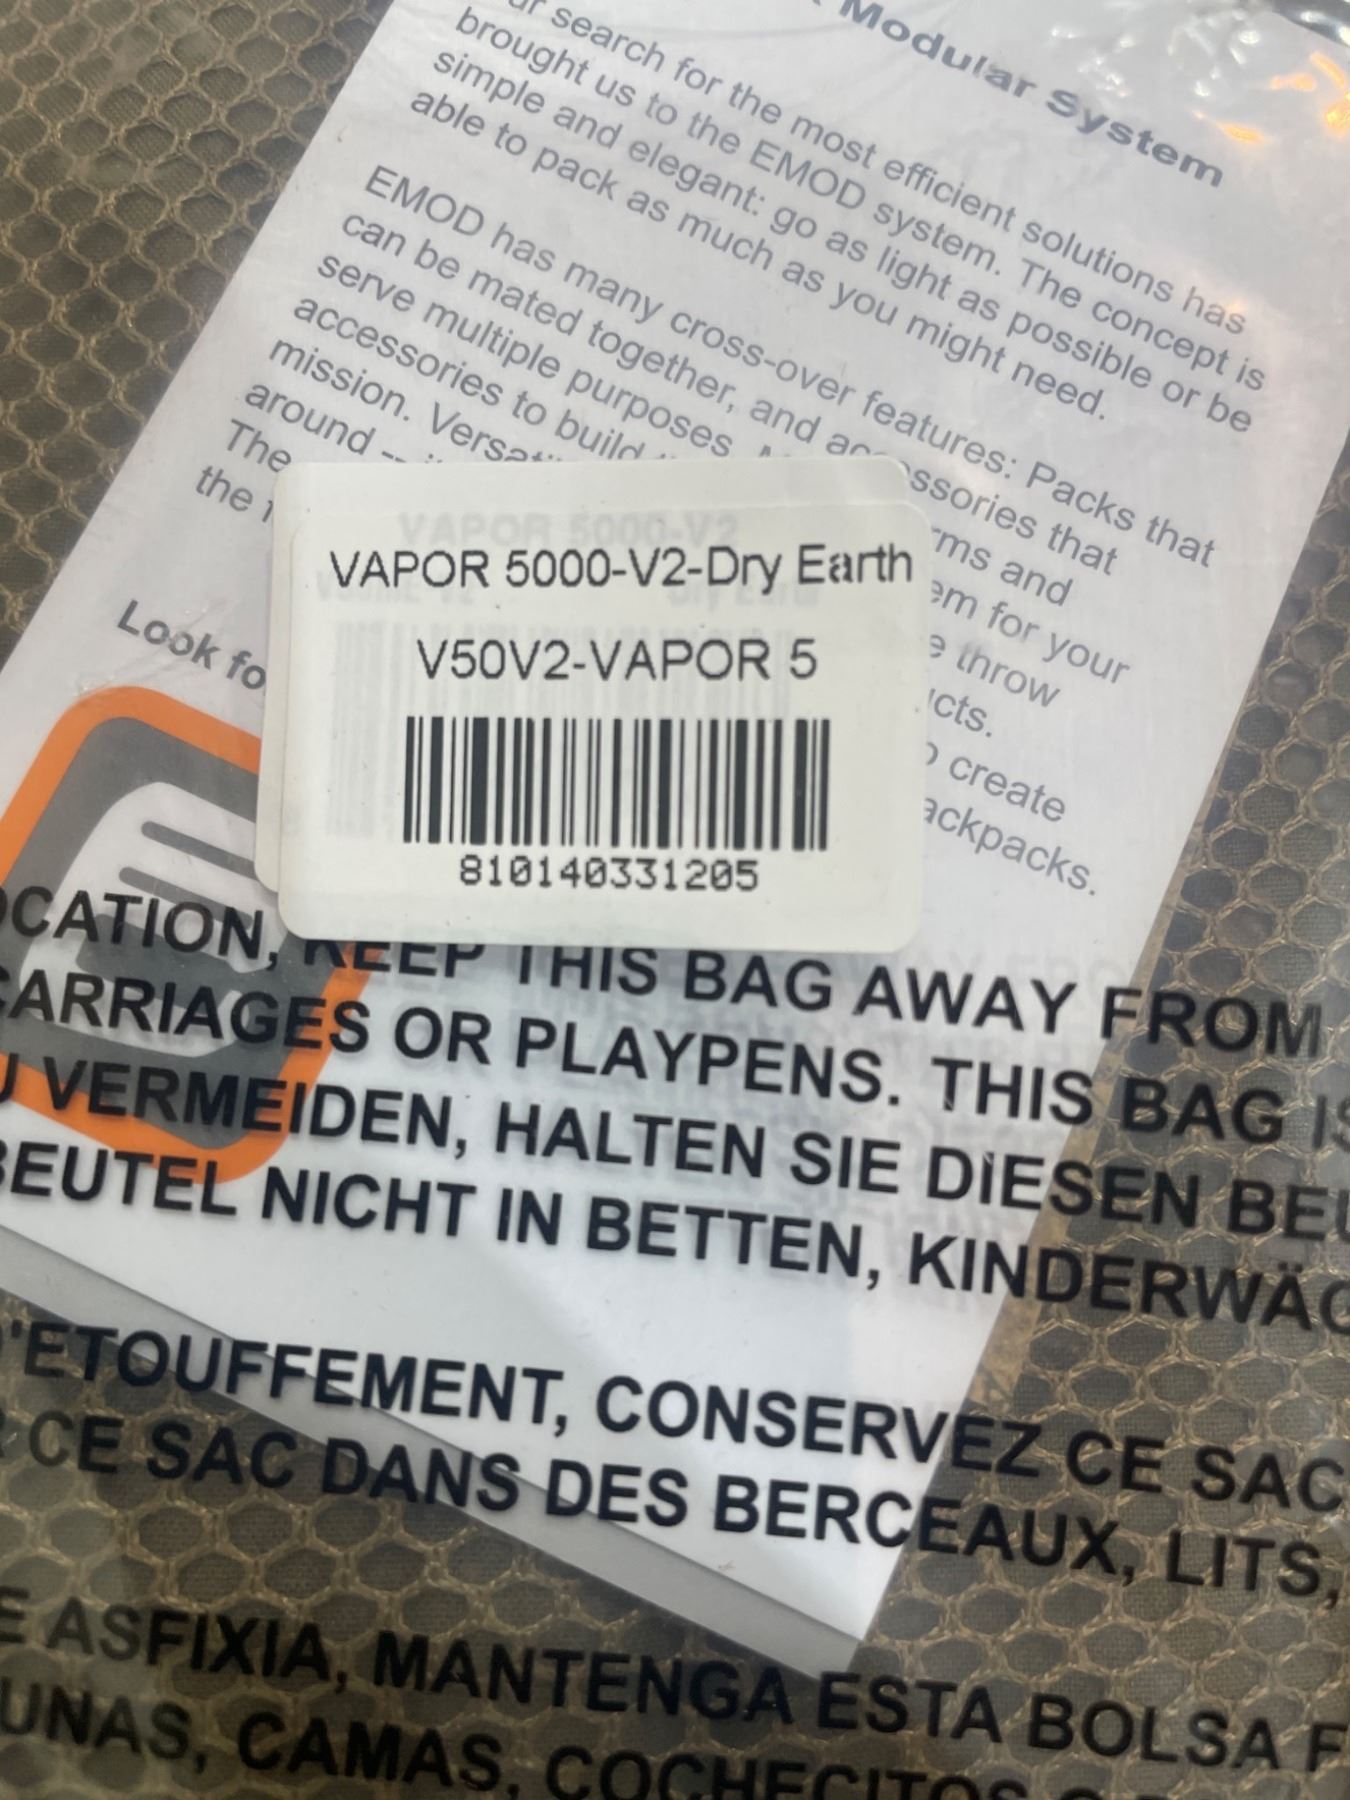 Modular System
ur search for the most efficient solutions has
brought us to the EMOD system. The concept is
simple and elegant: go as light as possible or be
able to pack as much as you might need.
EMOD has many cross-over features: Packs that
can be mated together, and accessories that
serve multiple purposes.
accessories to build rms and
mission. em for your
around -- e throw
The cts.
the create
ackpacks.
Look fo
VAPOR 5000-V2
Dry Earth
VAPOR 5000-V2-Dry Earth
V50V2-VAPOR 5
810140331205
OCATION, KEEP THIS BAG AWAY FROM
CARRIAGES OR PLAYPENS. THIS BAG IS
U VERMEIDEN, HALTEN SIE DIESEN BEU
BEUTEL NICHT IN BETTEN, KINDERWÄG
D'ETOUFFEMENT, CONSERVEZ CE SAC
R CE SAC DANS DES BERCEAUX, LITS,
E ASFIXIA, MANTENGA ESTA BOLSA F
UNAS, CAMAS, COCHECITOS O